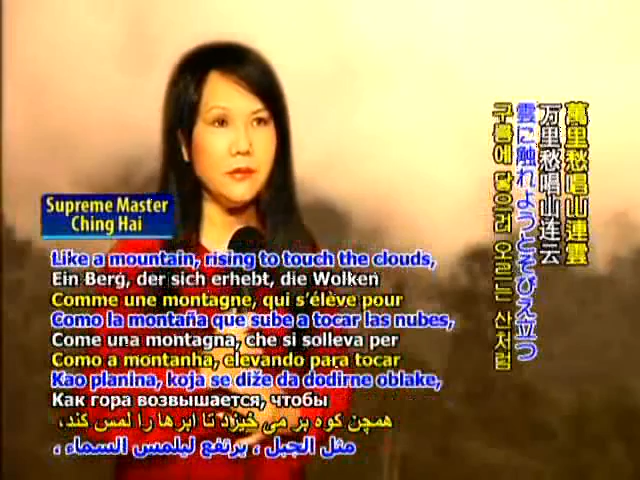 Supreme Master
Ching Hai
Like a mountain, rising to touch the clouds,
Ein Berg, der sich erhebt, die Wolken
Comme une montagne, qui s'élève pour
Como la montaña que sube a tocar las nubes,
Come una montagna, che si solleva per
Como a montanha, elevando para tocar
Kao planina, koja se diže da dodirne oblake,
Как гора возвышается, чтобы
همچن کوه بر می خیزد تا ابرها را لمس کند،
مثل الجبل ، يرتفع ليلمس السماء ،
萬里愁唱山連雲
万里愁唱山连云
雲に触れようとそびえ立つ
구름에 닿으려 오르는 산처럼